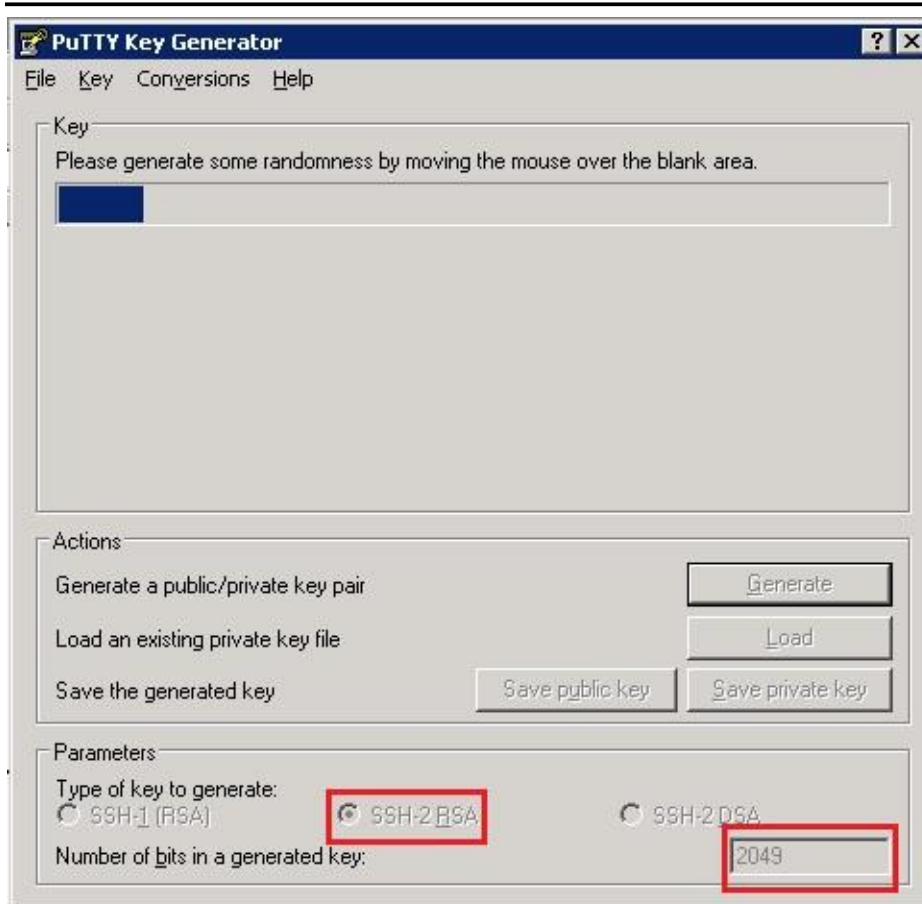 PuTTY Key Generator
File Key Conversions Help
Key
Please generate some randomness by moving the mouse over the blank area.
Actions
Generate a public/private key pair
Generate
Load an existing private key file
Load
Save the generated key
Save public key
Save private key
Parameters
Type of key to generate:
SSH-1 (RSA)
SSH-2 RSA
SSH-2 DSA
Number of bits in a generated key:
2049